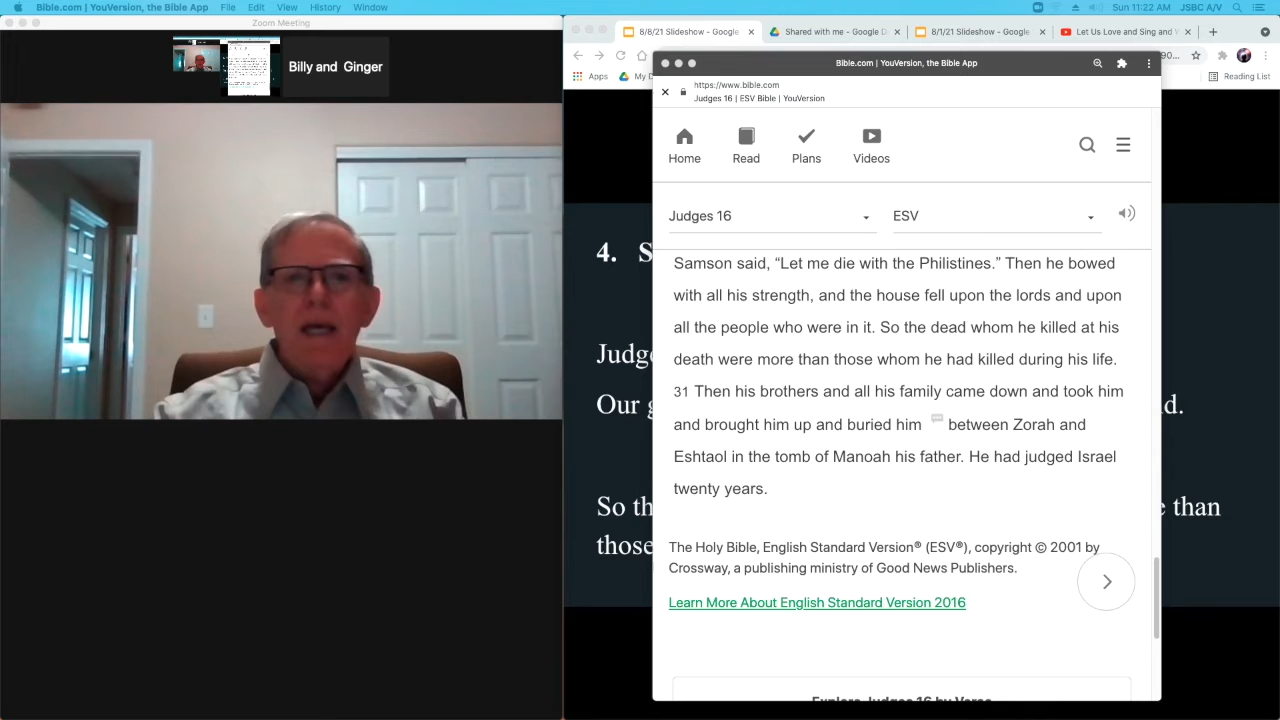 Bible.com | YouVersion, the Bible App File Edit View History Window
Sun 11:22 AM JSBC A/V
Zoom Meeting
Billy and Ginger
8/8/21 Slideshow - Google
Shared with me - Google D
8/1/21 Slideshow - Google
Let Us Love and Sing and
Apps
My D
Reading List
Bible.com | YouVersion, the Bible App
https://www.bible.com
Judges 16 | ESV Bible | YouVersion
Home Read Plans Videos
Judges 16 ESV
Samson said, “Let me die with the Philistines.” Then he bowed
with all his strength, and the house fell upon the lords and upon
all the people who were in it. So the dead whom he killed at his
death were more than those whom he had killed during his life.
31 Then his brothers and all his family came down and took him
and brought him up and buried him between Zorah and
Eshtaol in the tomb of Manoah his father. He had judged Israel
twenty years.
The Holy Bible, English Standard Version® (ESV®), copyright © 2001 by
Crossway, a publishing ministry of Good News Publishers.
Learn More About English Standard Version 2016
Explore Judges 16 by Verse
4. S
Judge
Our g d.
So th e than
those